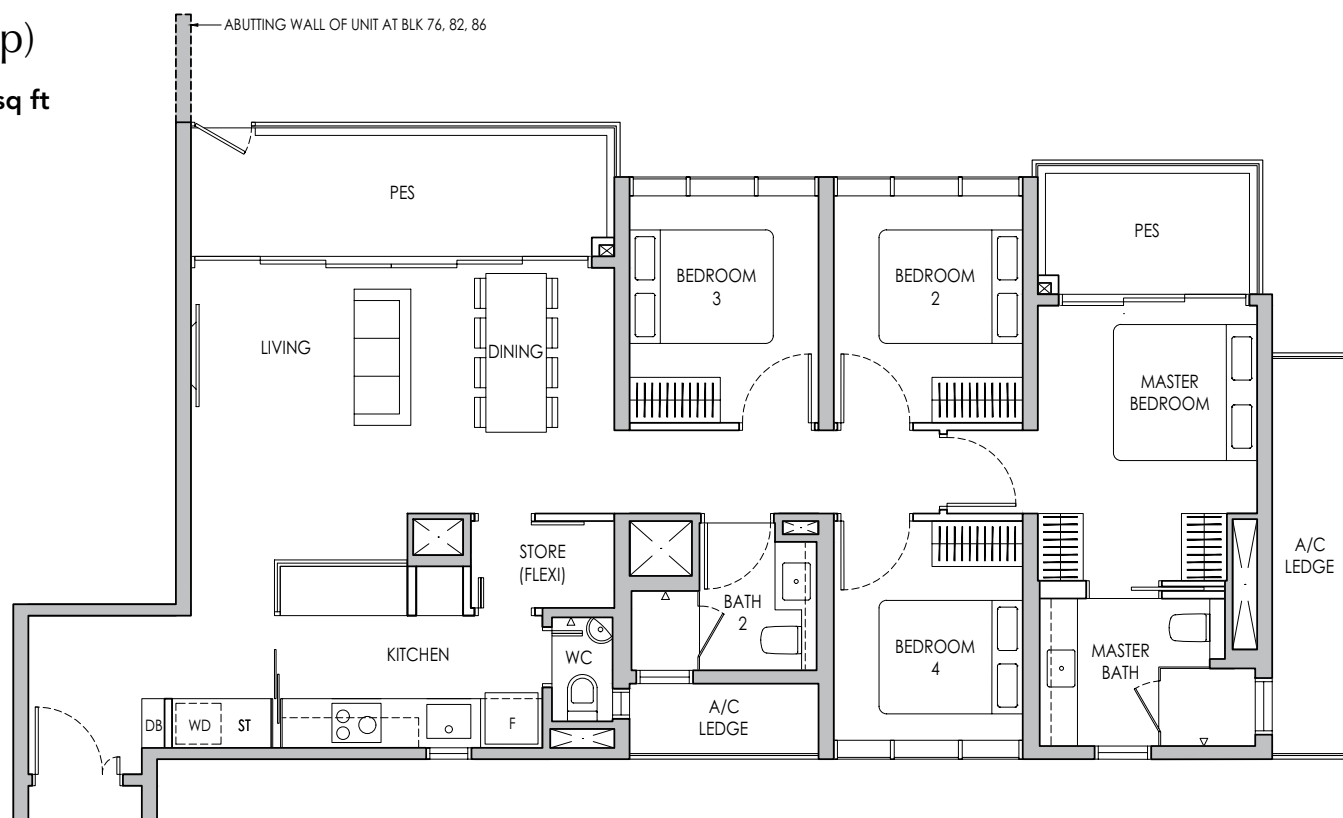 p)
sq ft
ABUTTING WALL OF UNIT AT BLK 76, 82, 86
PES
PES
BEDROOM
3
BEDROOM
2
LIVING
DINING
MASTER
BEDROOM
STORE
(FLEXI)
A/C
LEDGE
BATH
2
KITCHEN
WC
BEDROOM
4
MASTER
BATH
A/C
LEDGE
DB
WD
ST
F